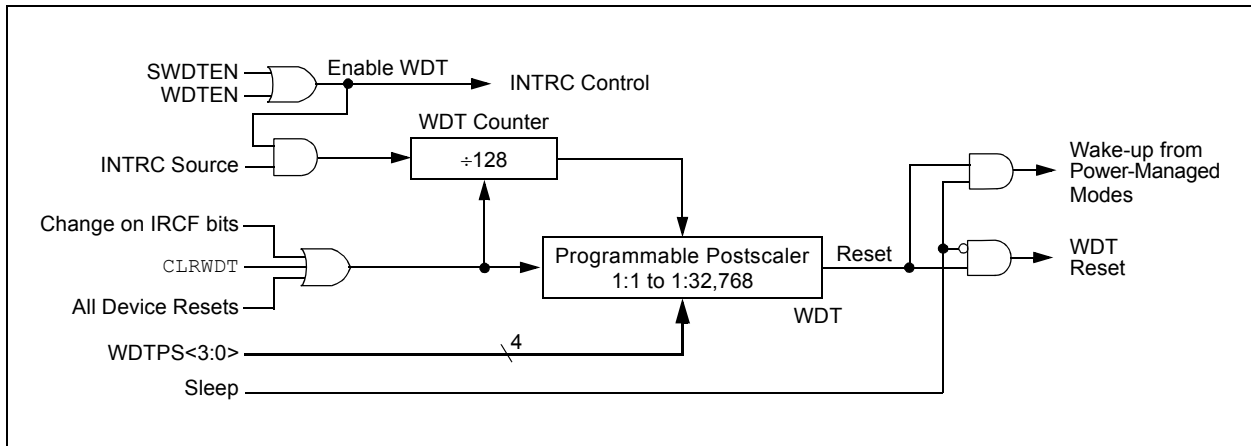 SWDTEN
WDTEN
Enable WDT
INTRC Control
WDT Counter
÷128
INTRC Source
Wake-up from
Power-Managed
Modes
Change on IRCF bits
CLRWDT
All Device Resets
Programmable Postscaler
1:1 to 1:32,768
Reset
WDT
Reset
WDT
WDTPS<3:0>
4
Sleep